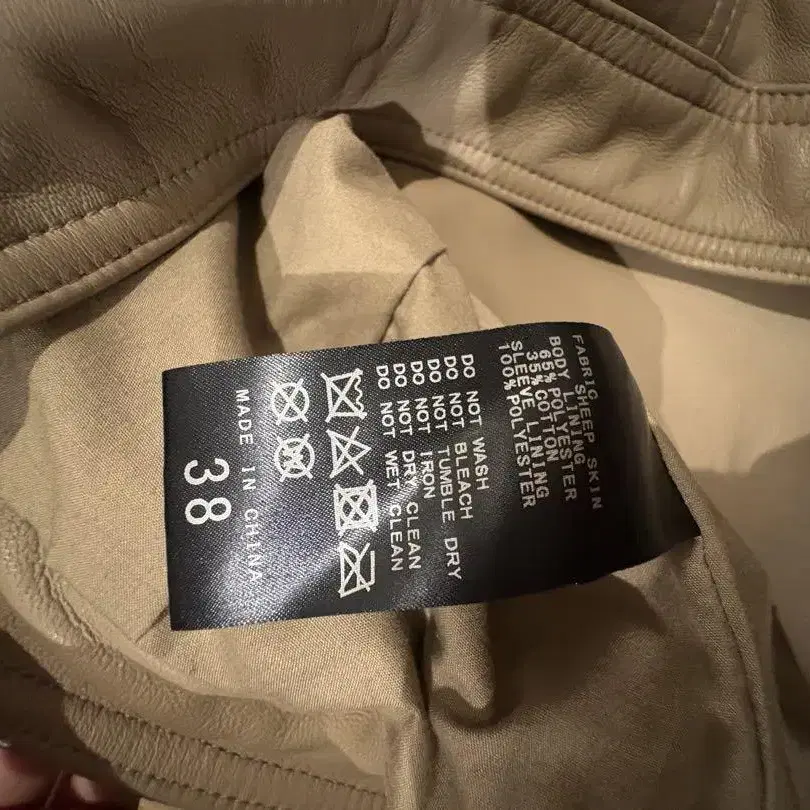 FABRIC SHEEP SKIN
BODY LINING
65%POLYESTER
35%COTTON
SLEEVE LINING
100%POLYESTER
DO NOT WASH
DO NOT BLEACH
DO NOT TUMBLE DRY
DO NOT IRON
DO NOT DRY CLEAN
DO NOT WET CLEAN
MADE IN CHINA
38